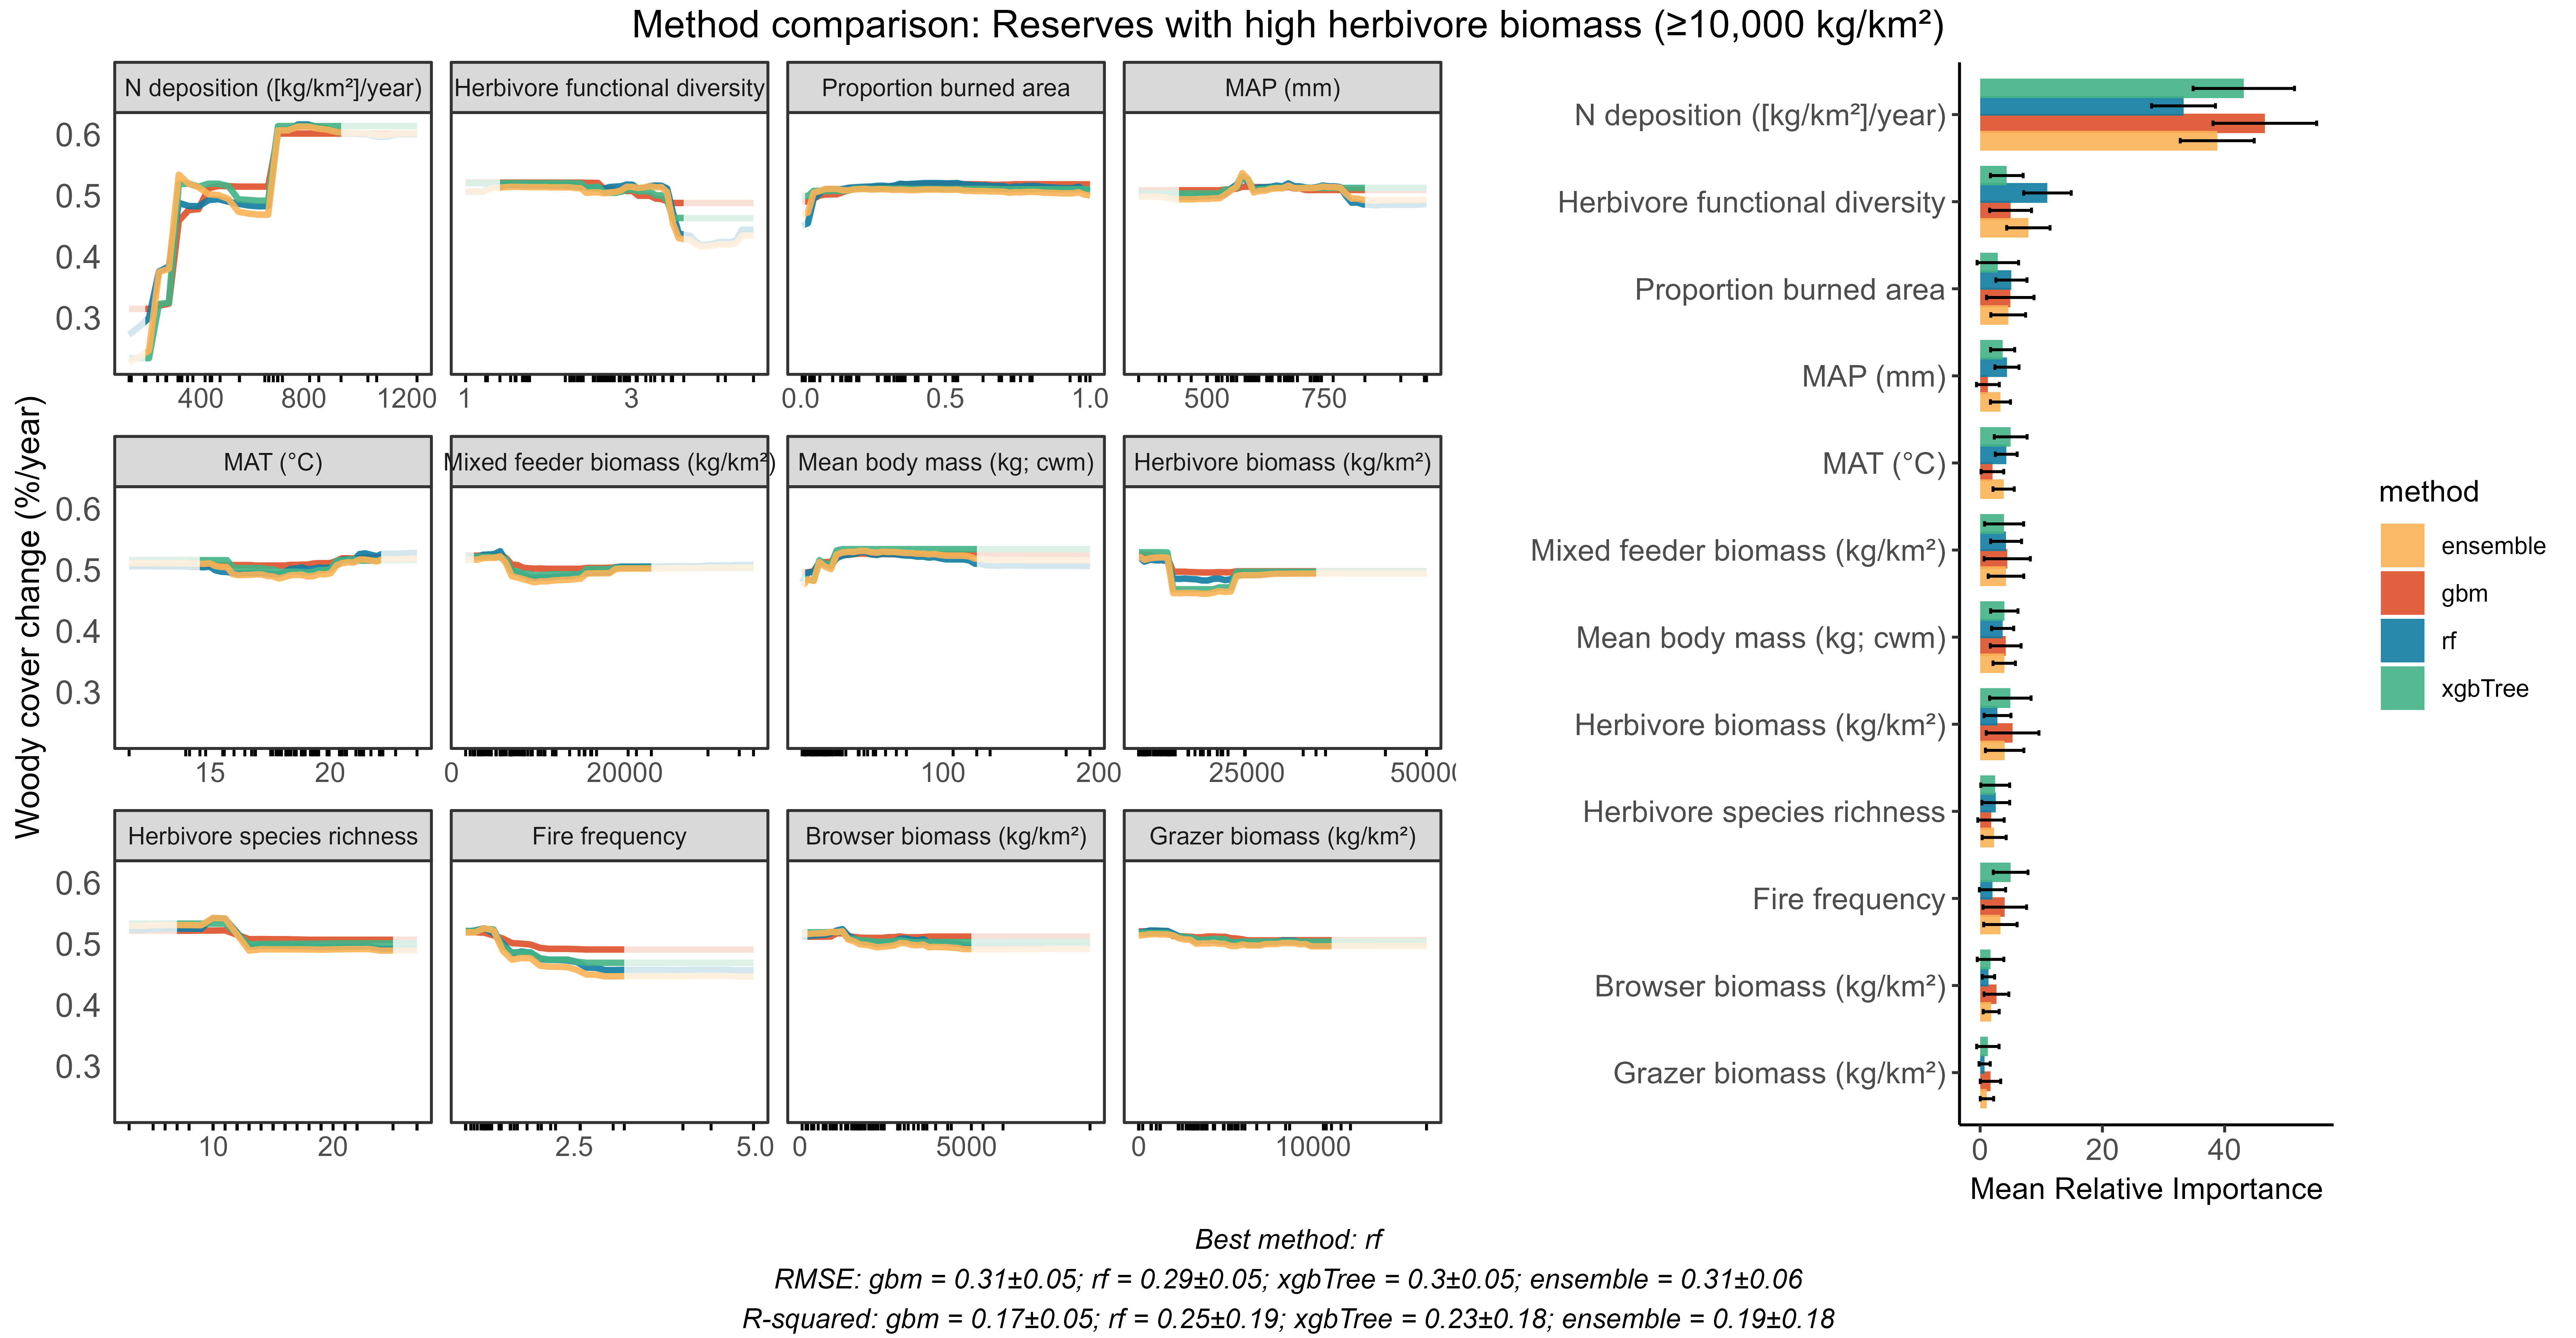 Method comparison: Reserves with high herbivore biomass (≥10,000 kg/km²)
Woody cover change (%/year)
N deposition ([kg/km²]/year)
Herbivore functional diversity
Proportion burned area
MAP (mm)
0.6
0.5
0.4
0.3
400 800 1200
1 3
0.0 0.5 1.0
500 750
MAT (°C)
Mixed feeder biomass (kg/km²)
Mean body mass (kg; cwm)
Herbivore biomass (kg/km²)
0.6
0.5
0.4
0.3
15 20
0 20000
100 200
25000 50000
Herbivore species richness
Fire frequency
Browser biomass (kg/km²)
Grazer biomass (kg/km²)
0.6
0.5
0.4
0.3
10 20
2.5 5.0
0 5000
0 10000
N deposition ([kg/km²]/year)
Herbivore functional diversity
Proportion burned area
MAP (mm)
MAT (°C)
Mixed feeder biomass (kg/km²)
Mean body mass (kg; cwm)
Herbivore biomass (kg/km²)
Herbivore species richness
Fire frequency
Browser biomass (kg/km²)
Grazer biomass (kg/km²)
0 20 40
Mean Relative Importance
method
ensemble
gbm
rf
xgbTree
Best method: rf
RMSE: gbm = 0.31±0.05; rf = 0.29±0.05; xgbTree = 0.3±0.05; ensemble = 0.31±0.06
R-squared: gbm = 0.17±0.05; rf = 0.25±0.19; xgbTree = 0.23±0.18; ensemble = 0.19±0.18